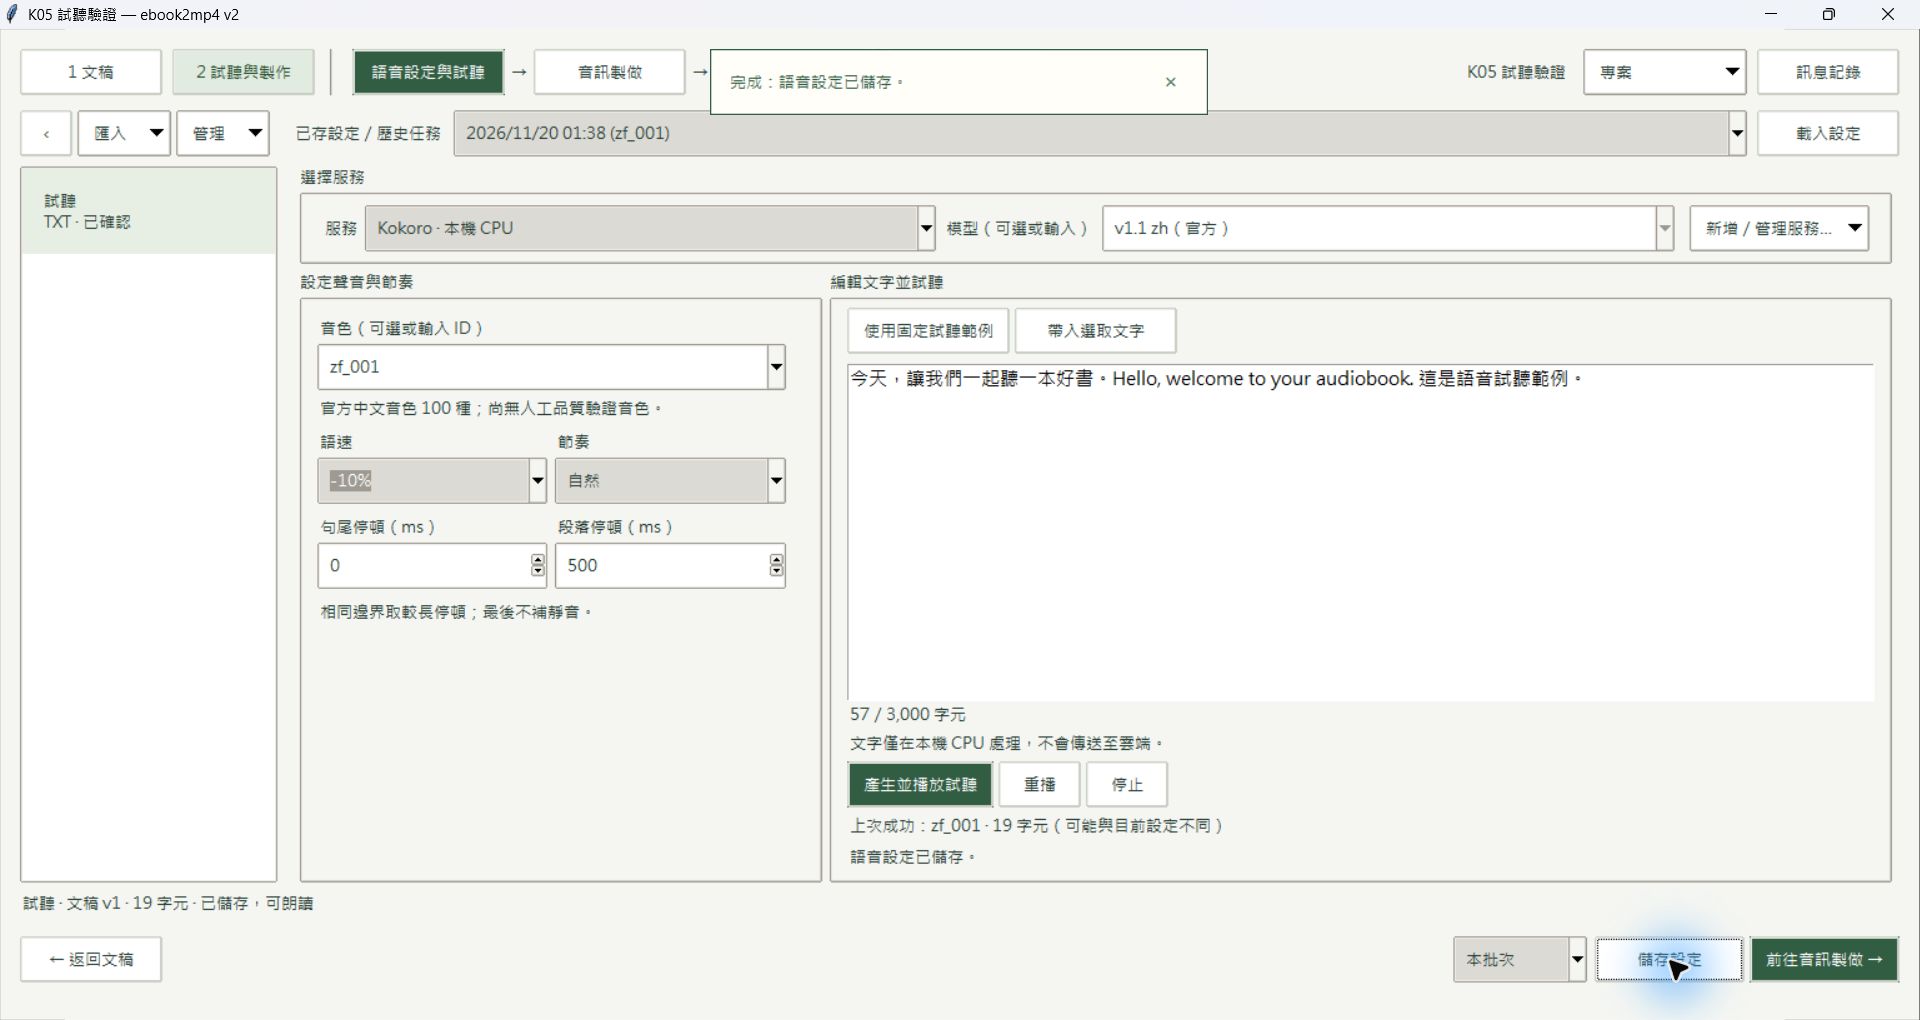 K05 試聽驗證 — ebook2mp4 v2
1 文稿
2 試聽與製作
語音設定與試聽
→
音訊製做
→
完成：語音設定已儲存。
×
K05 試聽驗證
專案
訊息記錄
‹
匯入
管理
已存設定 / 歷史任務
2026/11/20 01:38 (zf_001)
載入設定
試聽
TXT · 已確認
選擇服務
服務
Kokoro · 本機 CPU
模型（可選或輸入）
v1.1 zh（官方）
新增 / 管理服務...
設定聲音與節奏
音色（可選或輸入 ID）
zf_001
官方中文音色 100 種；尚無人工品質驗證音色。
語速
節奏
-10%
自然
句尾停頓（ms）
段落停頓（ms）
0
500
相同邊界取較長停頓；最後不補靜音。
編輯文字並試聽
使用固定試聽範例
帶入選取文字
今天，讓我們一起聽一本好書。Hello, welcome to your audiobook. 這是語音試聽範例。
57 / 3,000 字元
文字僅在本機 CPU 處理，不會傳送至雲端。
產生並播放試聽
重播
停止
上次成功：zf_001 · 19 字元（可能與目前設定不同）
語音設定已儲存。
試聽 · 文稿 v1 · 19 字元 · 已儲存，可朗讀
← 返回文稿
本批次
儲存設定
前往音訊製做 →